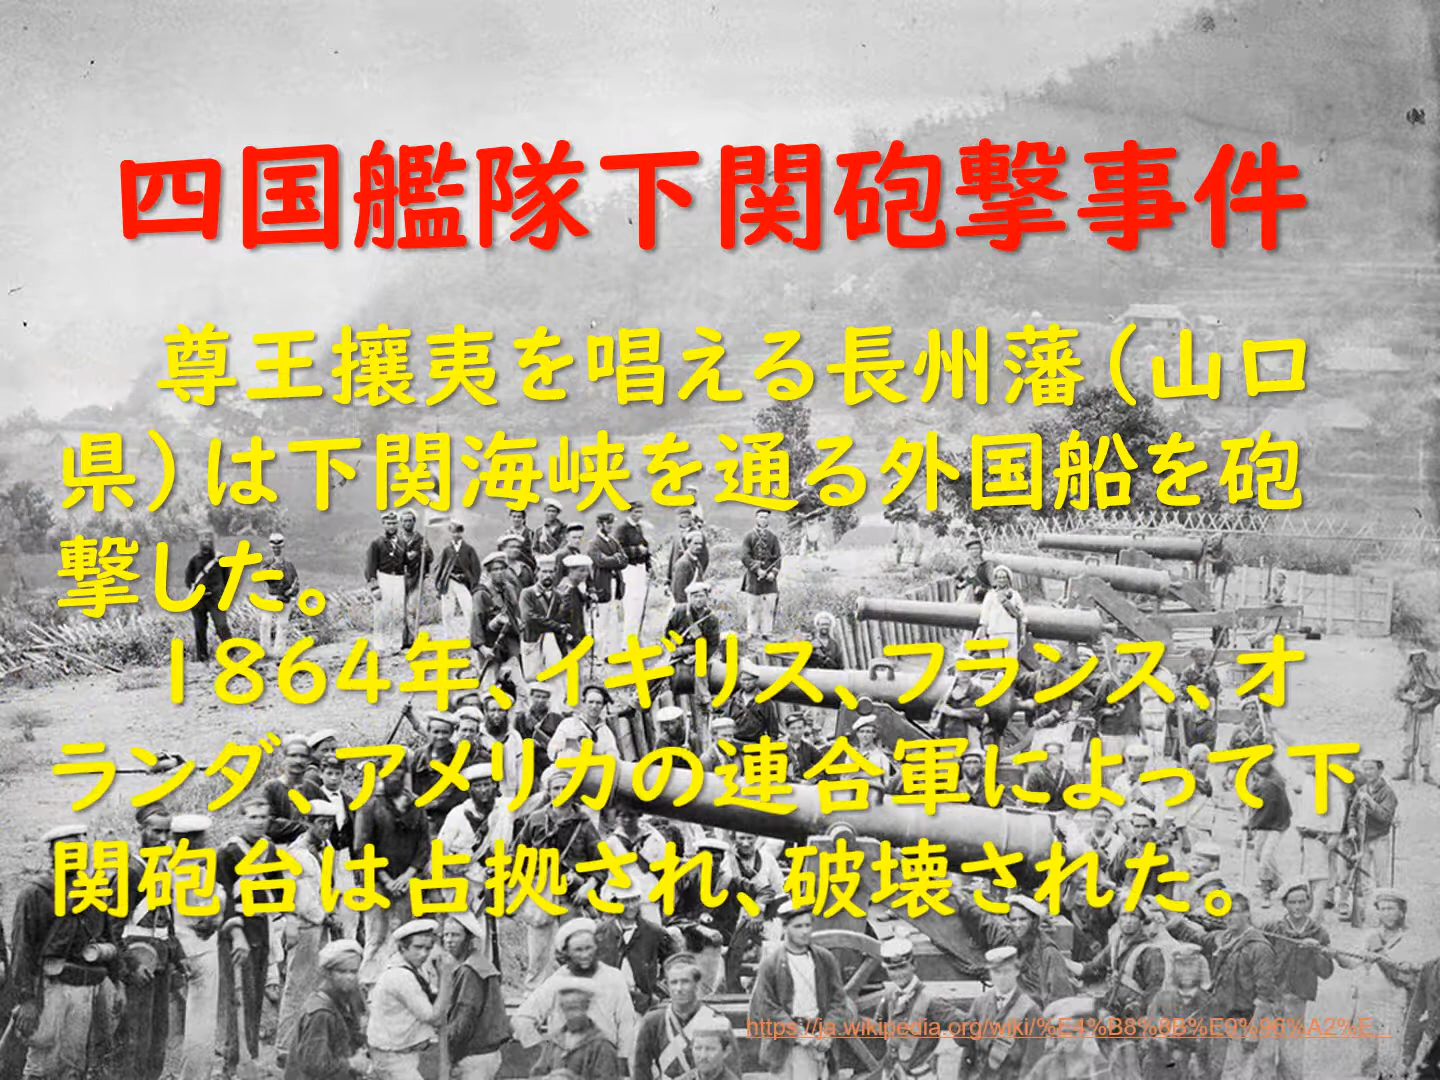 四国艦隊下関砲撃事件
尊王攘夷を唱える長州藩（山口
県）は下関海峡を通る外国船を砲
撃した。
1864年、イギリス、フランス、オ
ランダ、アメリカの連合軍によって下
関砲台は占拠され、破壊された。
https://ja.wikipedia.org/wiki/%E4%B8%8B%E9%96%A2%E...